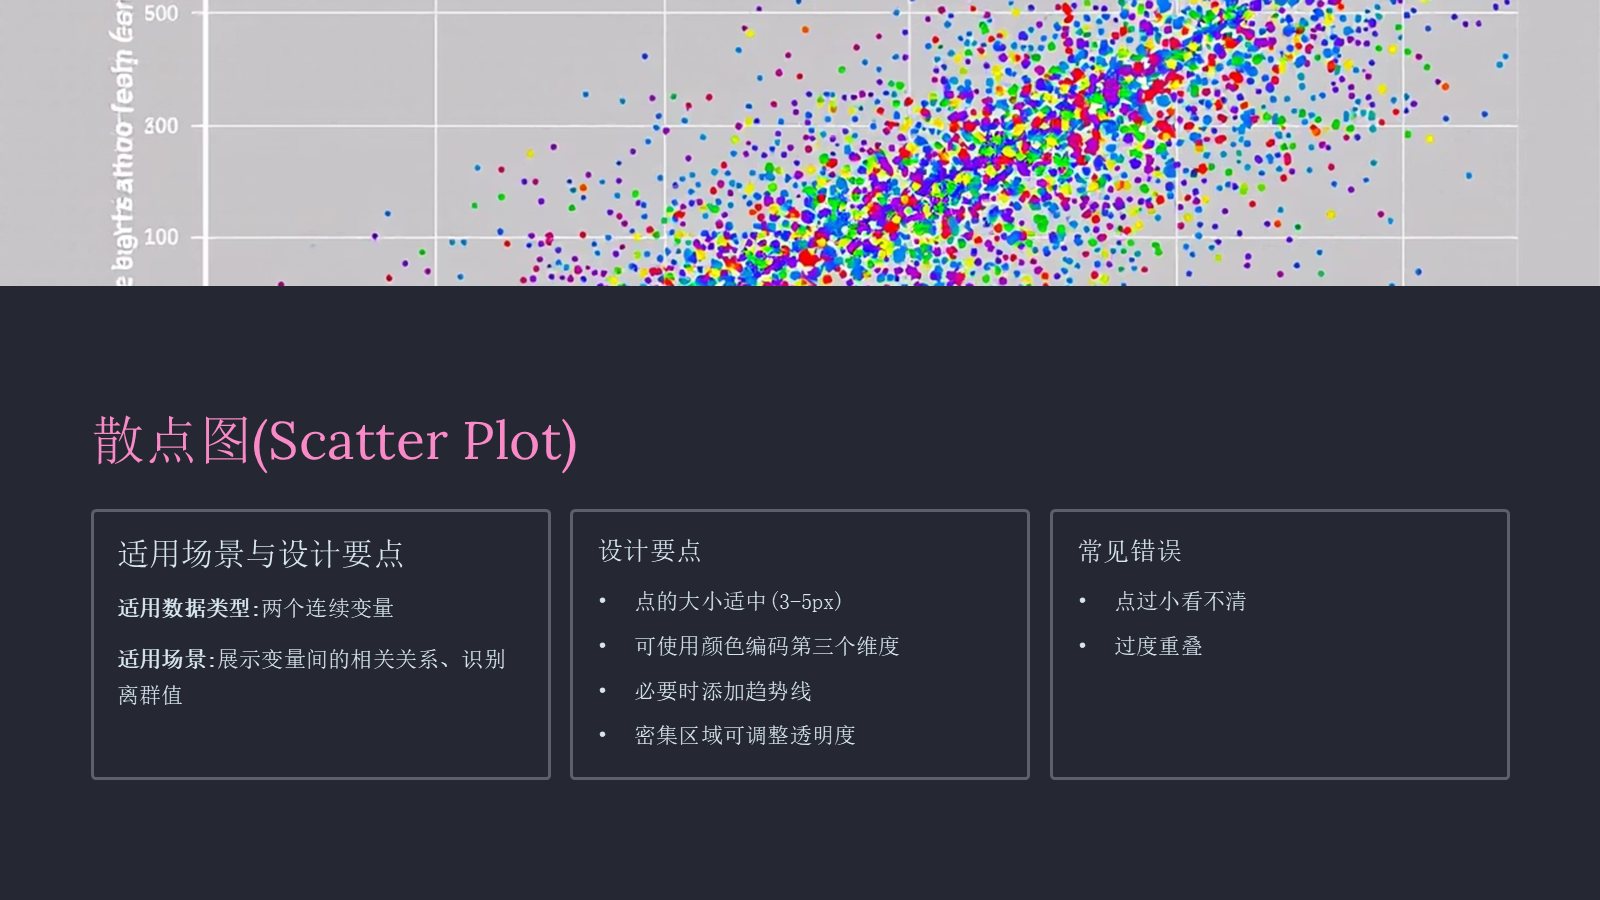 500
300
100
散点图(Scatter Plot)
适用场景与设计要点
适用数据类型:两个连续变量
适用场景:展示变量间的相关关系、识别
离群值
设计要点
• 点的大小适中(3-5px)
• 可使用颜色编码第三个维度
• 必要时添加趋势线
• 密集区域可调整透明度
常见错误
• 点过小看不清
• 过度重叠